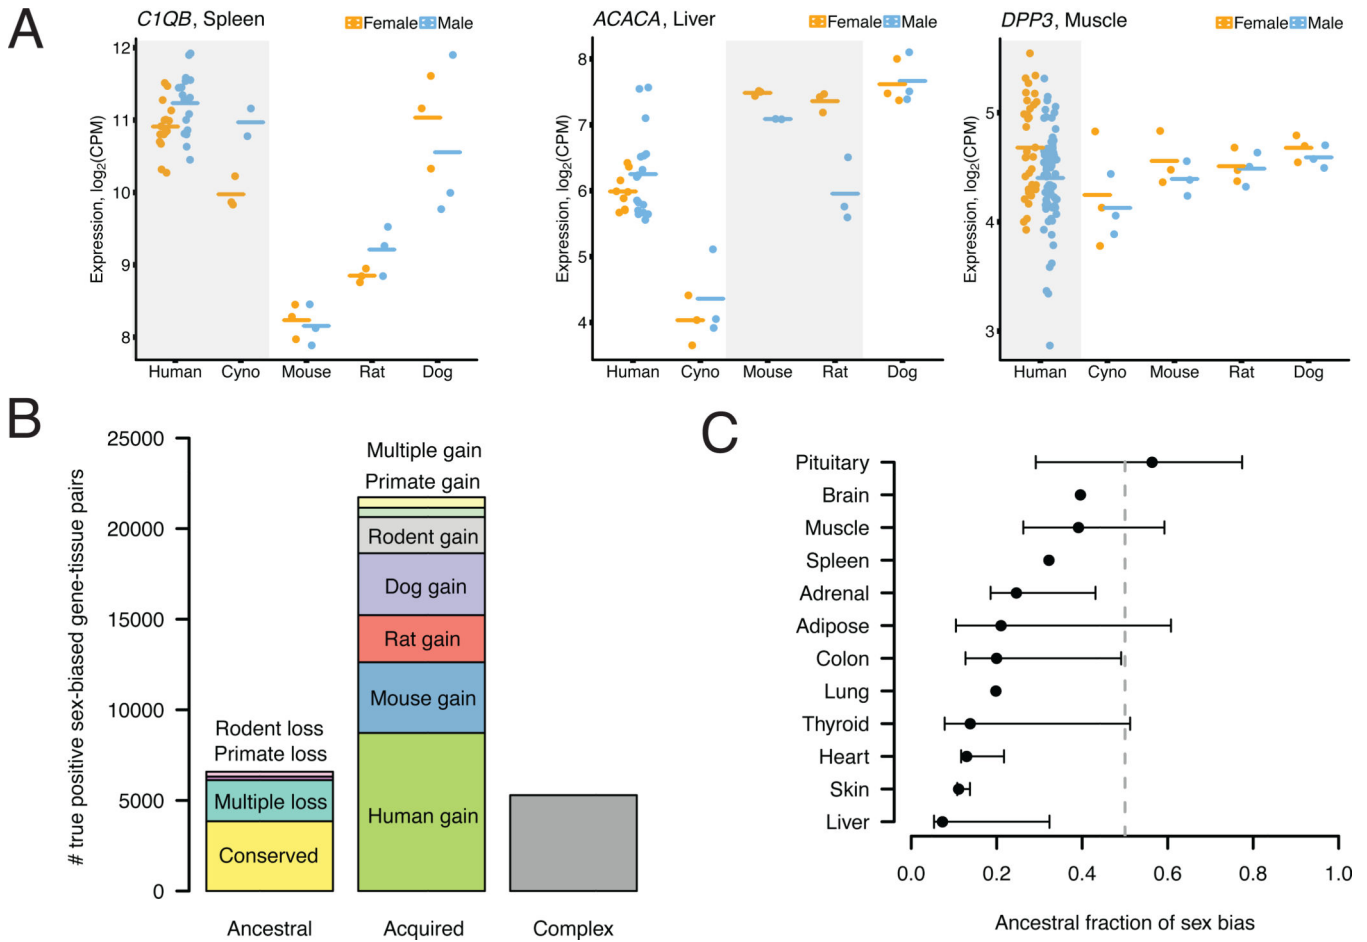 A
C1QB, Spleen
Female Male
Expression, log2(CPM)
12
11
10
9
8
Human Cyno Mouse Rat Dog
ACACA, Liver
Female Male
Expression, log2(CPM)
8
7
6
5
4
Human Cyno Mouse Rat Dog
DPP3, Muscle
Female Male
Expression, log2(CPM)
5
4
3
Human Cyno Mouse Rat Dog
B
# true positive sex-biased gene-tissue pairs
25000
20000
15000
10000
5000
0
Rodent loss
Primate loss
Multiple loss
Conserved
Ancestral
Multiple gain
Primate gain
Rodent gain
Dog gain
Rat gain
Mouse gain
Human gain
Acquired
Complex
C
Pituitary
Brain
Muscle
Spleen
Adrenal
Adipose
Colon
Lung
Thyroid
Heart
Skin
Liver
0.0 0.2 0.4 0.6 0.8 1.0
Ancestral fraction of sex bias